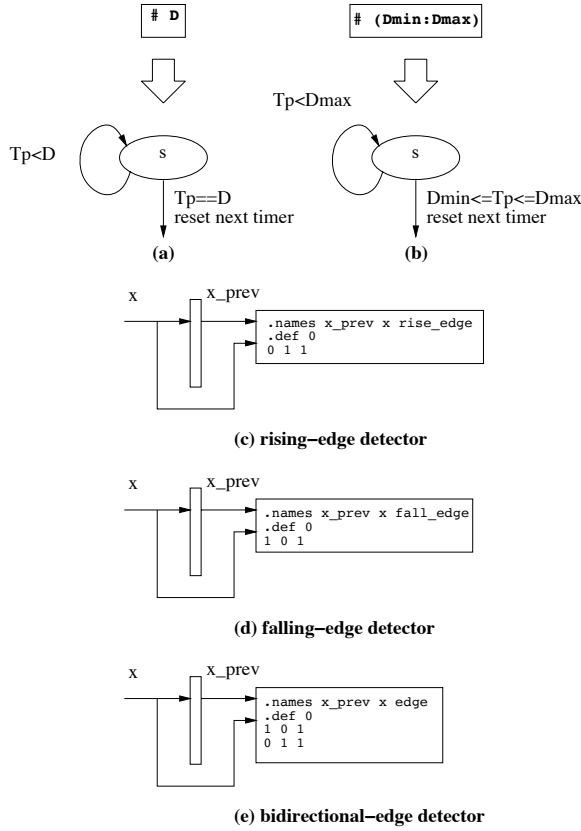 # D
# (Dmin:Dmax)
Tp<D
s
Tp==D
reset next timer
(a)
Tp<Dmax
s
Dmin<=Tp<=Dmax
reset next timer
(b)
x
x_prev
.names x_prev x rise_edge
.def 0
0 1 1
(c) rising−edge detector
x
x_prev
.names x_prev x fall_edge
.def 0
1 0 1
(d) falling−edge detector
x
x_prev
.names x_prev x edge
.def 0
1 0 1
0 1 1
(e) bidirectional−edge detector